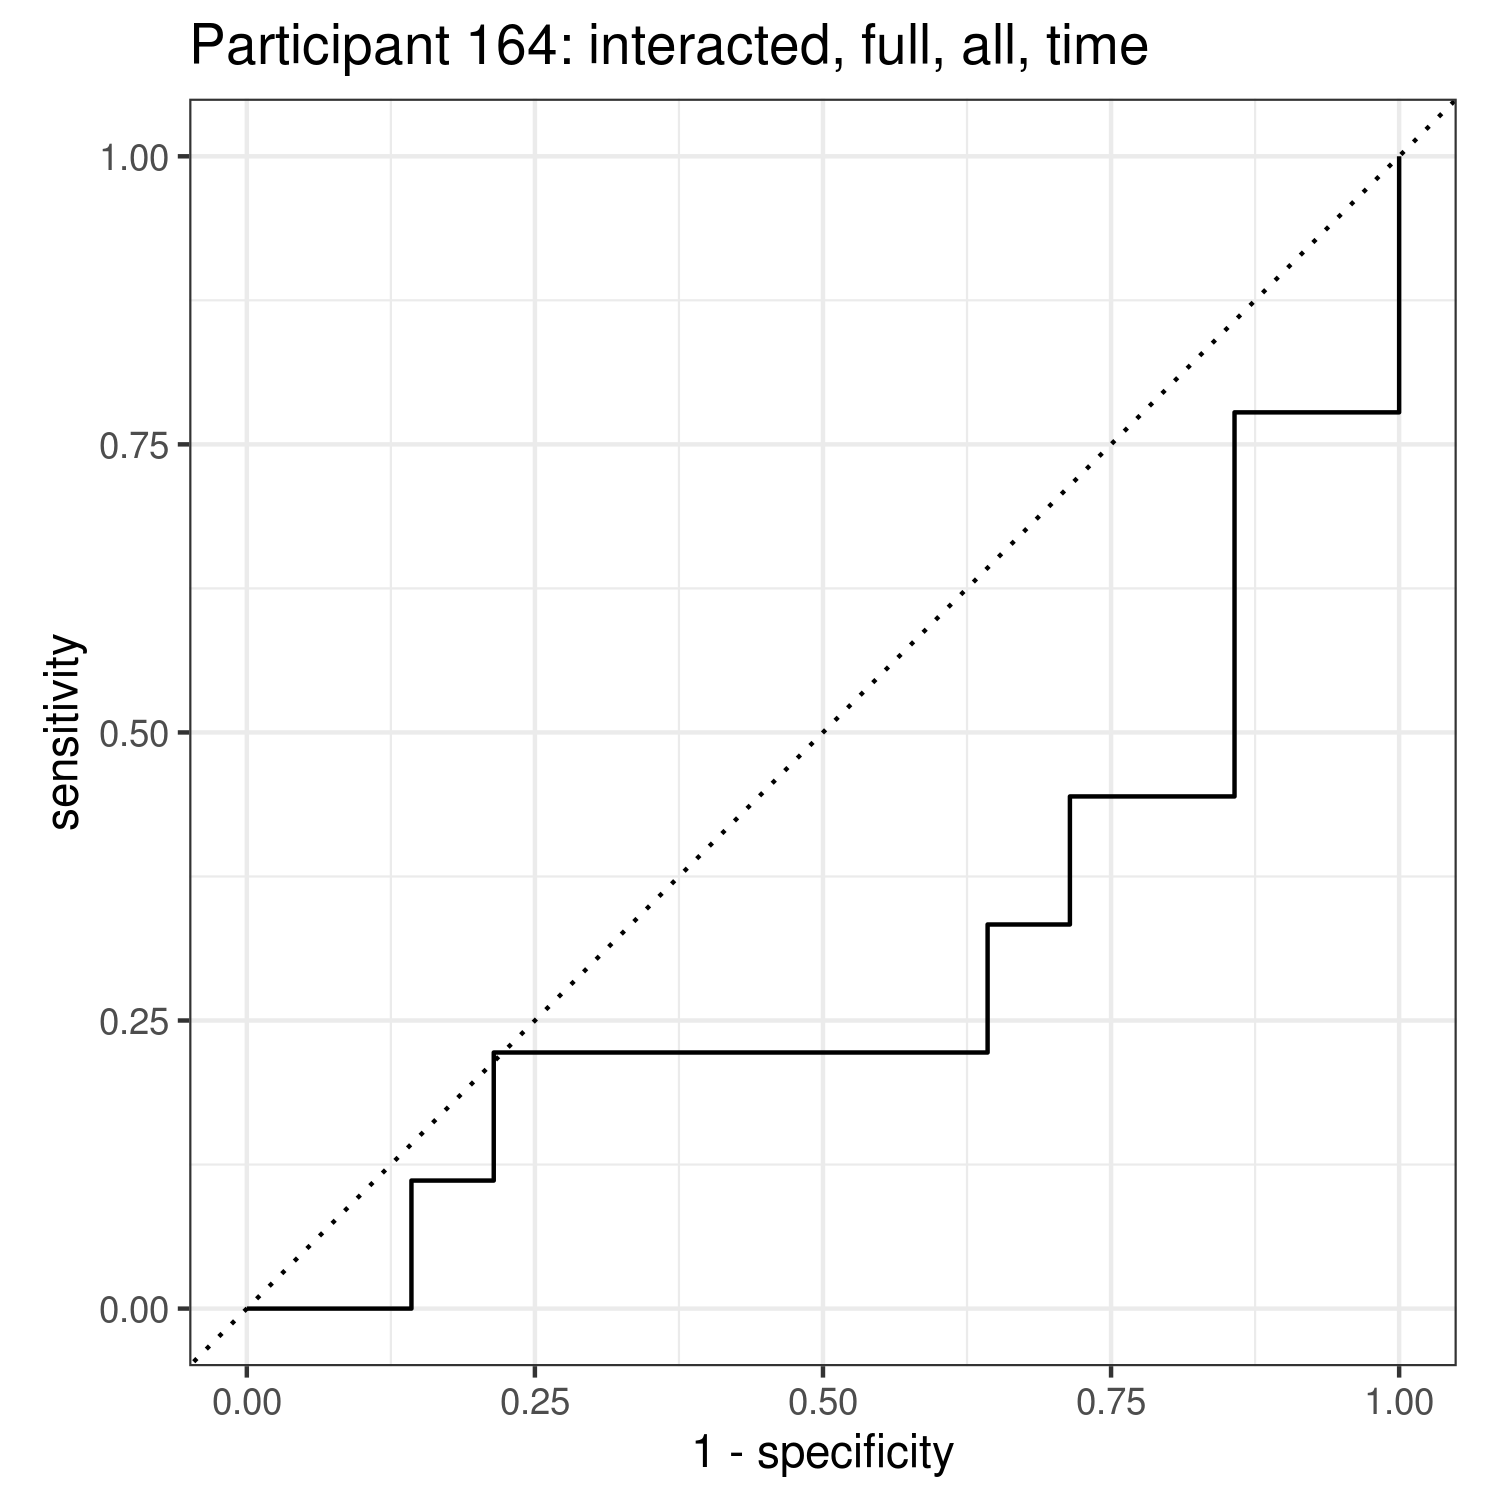 Participant 164: interacted, full, all, time
1.00
0.75
0.50
0.25
0.00
sensitivity
0.00 0.25 0.50 0.75 1.00
1 - specificity